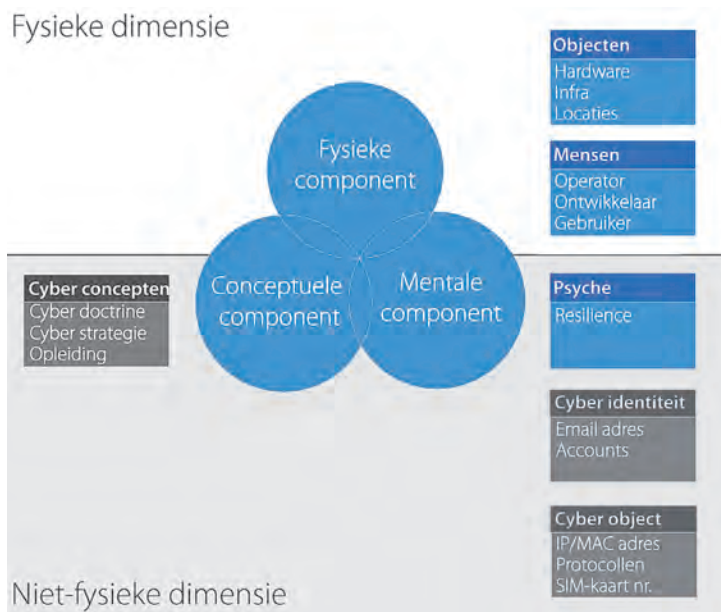 Fysieke dimensie
Objecten
Hardware
Infra
Locaties
Fysieke
component
Mensen
Operator
Ontwikkelaar
Gebruiker
Cyber concepten
Cyber doctrine
Cyber strategie
Opleiding
Conceptuele
component
Mentale
component
Psyche
Resilience
Cyber identiteit
Email adres
Accounts
Cyber object
IP/MAC adres
Protocollen
SIM-kaart nr.
Niet-fysieke dimensie